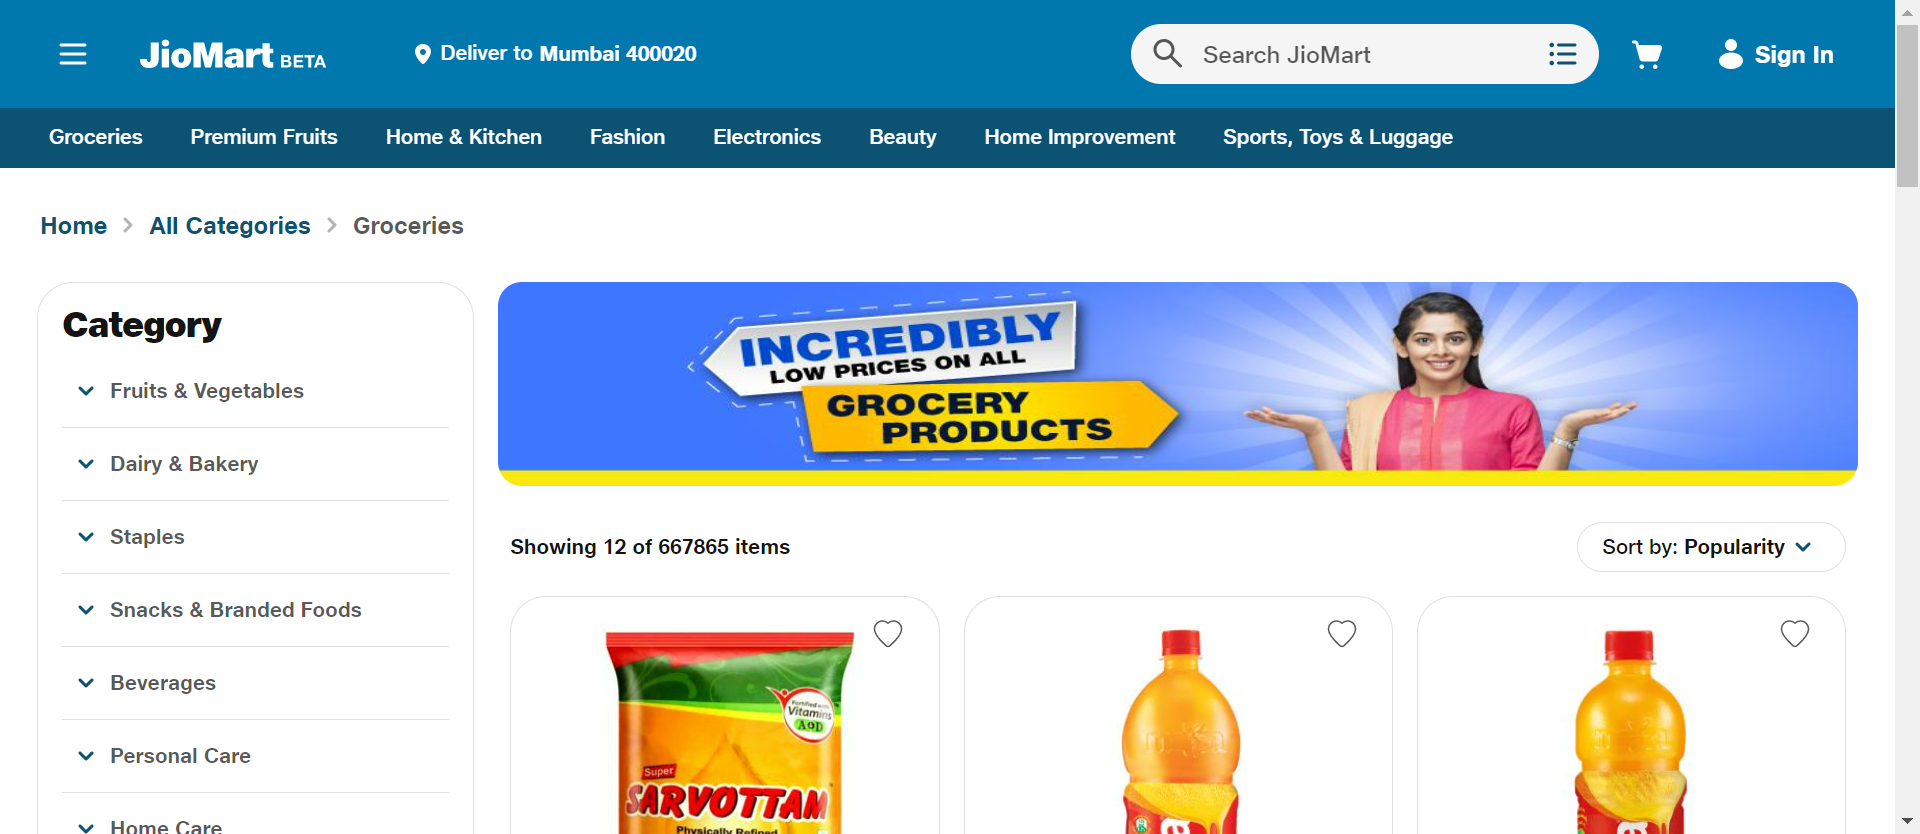 JioMart BETA
Deliver to Mumbai 400020
Search JioMart
Sign In
Groceries Premium Fruits Home & Kitchen Fashion Electronics Beauty Home Improvement Sports, Toys & Luggage
Home > All Categories > Groceries
Category
Fruits & Vegetables
Dairy & Bakery
Staples
Snacks & Branded Foods
Beverages
Personal Care
Home Care
INCREDIBLY
LOW PRICES ON ALL
GROCERY
PRODUCTS
Showing 12 of 667865 items
Sort by: Popularity
Fortified with
Vitamins
A&D
Super
SARVOTTAM
Physically Refined